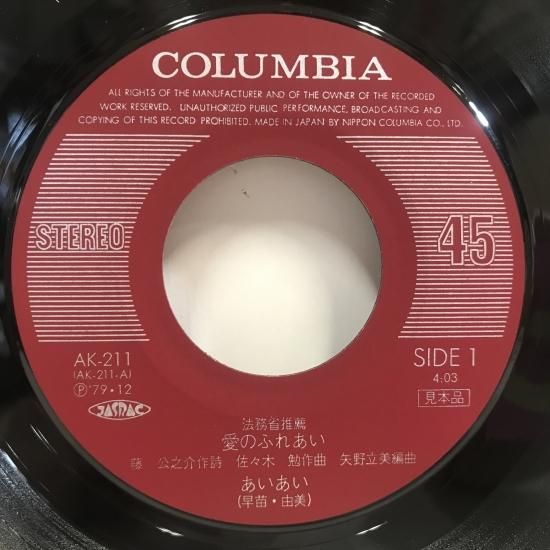 COLUMBIA
ALL RIGHTS OF THE MANUFACTURER AND OF THE OWNER OF THE RECORDED
WORK RESERVED. UNAUTHORIZED PUBLIC PERFORMANCE, BROADCASTING AND
COPYING OF THIS RECORD PROHIBITED. MADE IN JAPAN BY NIPPON COLUMBIA CO., LTD.
STEREO
45
AK-211
(AK-211-A)
Ⓟ'79・12
JASRAC
SIDE 1
4:03
見本品
法務省推薦
愛のふれあい
藤 公之介作詩 佐々木 勉作曲 矢野立美編曲
あいあい
(早苗・由美)